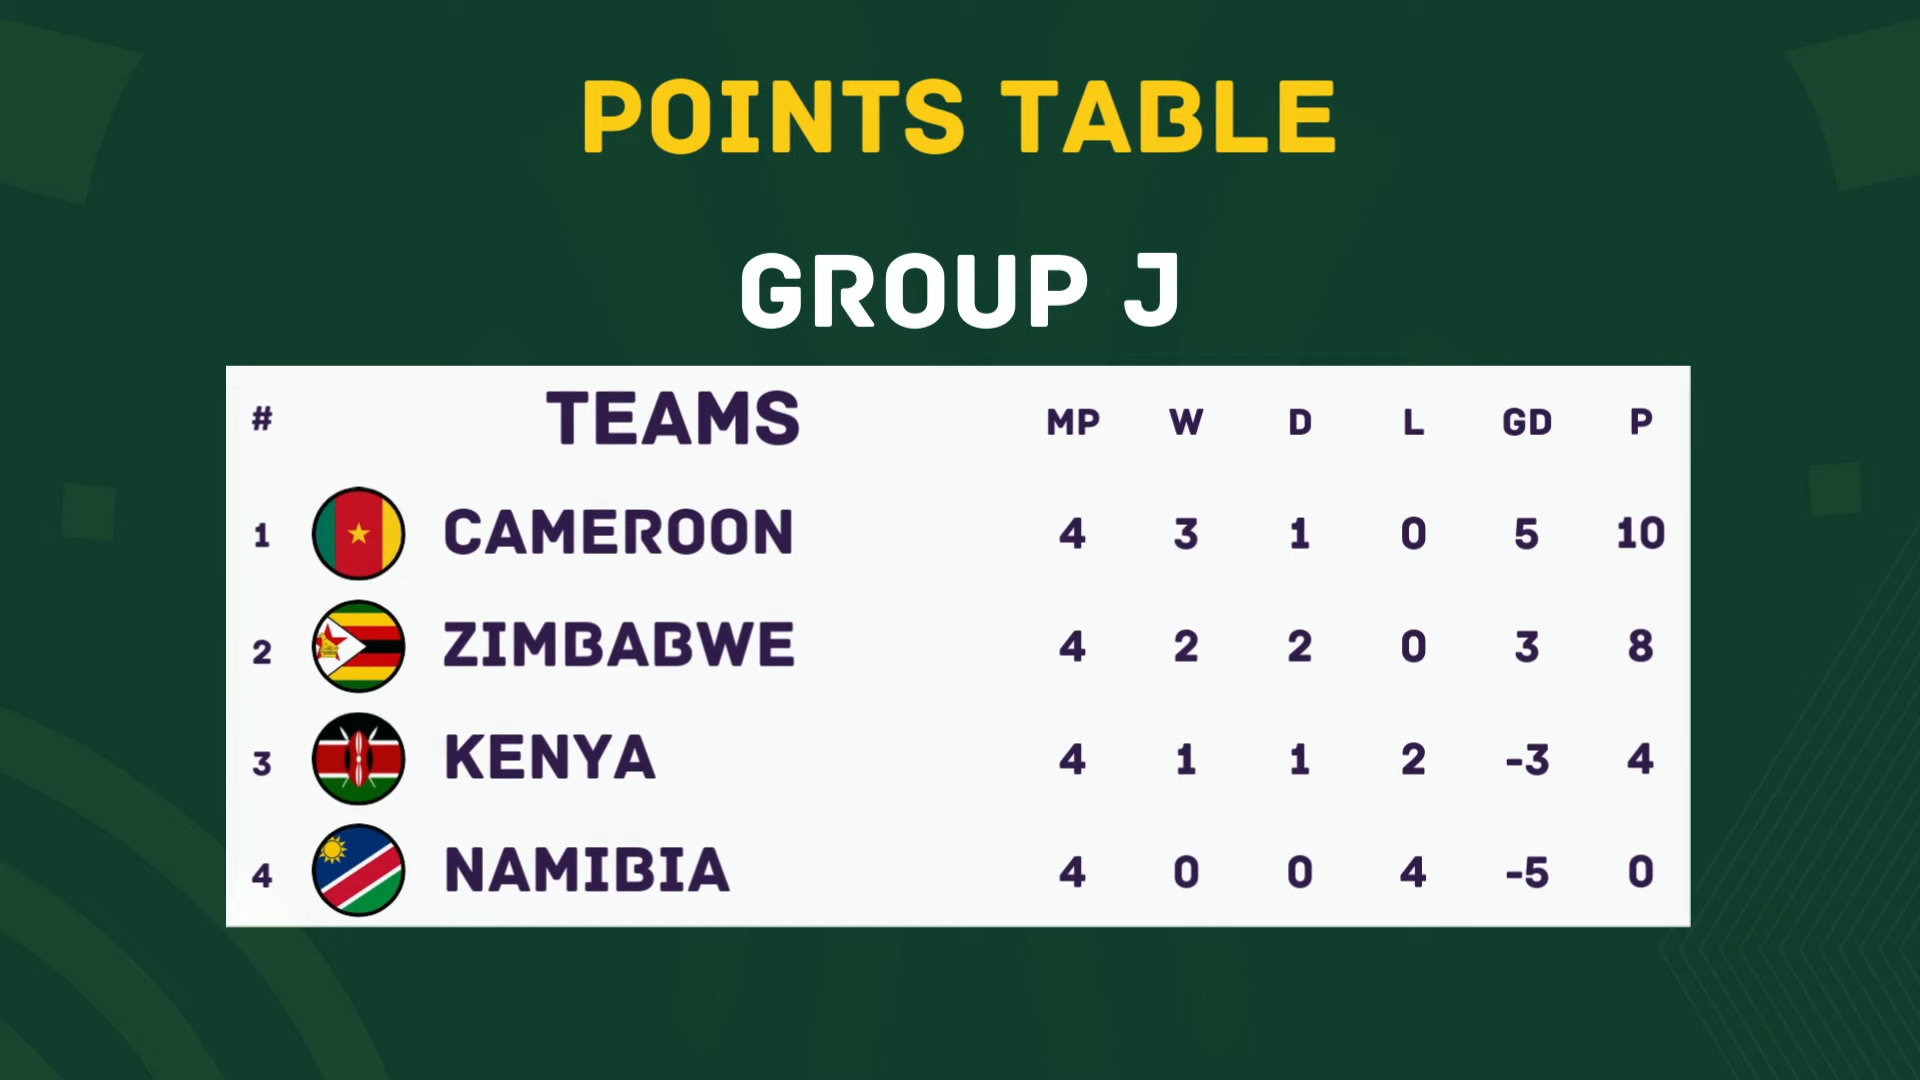 POINTS TABLE
GROUP J
# TEAMS MP W D L GD P
1 CAMEROON 4 3 1 0 5 10
2 ZIMBABWE 4 2 2 0 3 8
3 KENYA 4 1 1 2 -3 4
4 NAMIBIA 4 0 0 4 -5 0